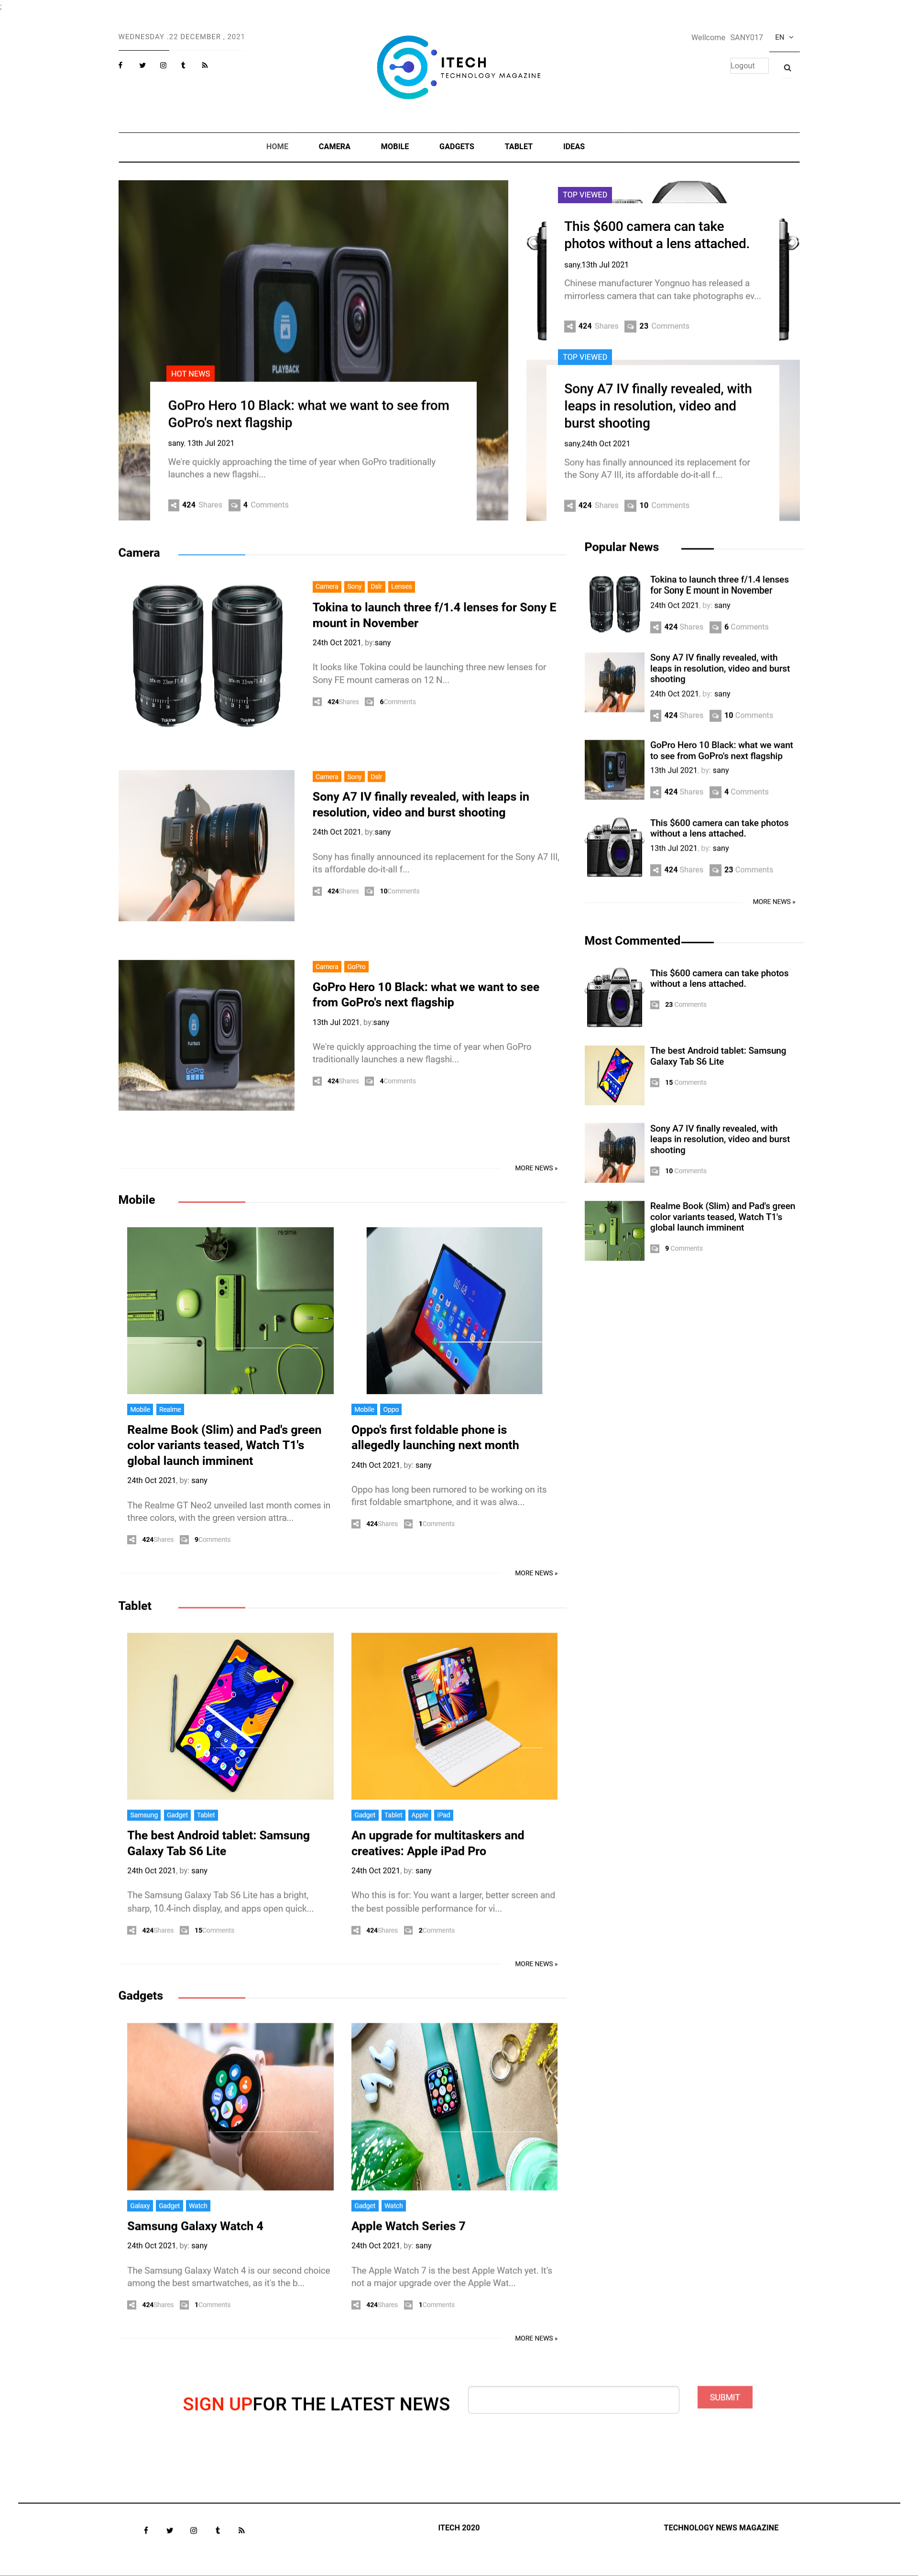 ;
WEDNESDAY .22 DECEMBER , 2021
ITECH
TECHNOLOGY MAGAZINE
Wellcome SANY017 EN
Logout
HOME CAMERA MOBILE GADGETS TABLET IDEAS
PLAYBACK
HOT NEWS
GoPro Hero 10 Black: what we want to see from
GoPro's next flagship
sany, 13th Jul 2021
We're quickly approaching the time of year when GoPro traditionally
launches a new flagshi...
424 Shares 4 Comments
TOP VIEWED
This $600 camera can take
photos without a lens attached.
sany,13th Jul 2021
Chinese manufacturer Yongnuo has released a
mirrorless camera that can take photographs ev...
424 Shares 23 Comments
TOP VIEWED
Sony A7 IV finally revealed, with
leaps in resolution, video and
burst shooting
sany,24th Oct 2021
Sony has finally announced its replacement for
the Sony A7 III, its affordable do-it-all f...
424 Shares 10 Comments
Camera
Camera Sony Dslr Lenses
Tokina to launch three f/1.4 lenses for Sony E
mount in November
24th Oct 2021, by:sany
It looks like Tokina could be launching three new lenses for
Sony FE mount cameras on 12 N...
424Shares 6Comments
Tokina Tokina
Camera Sony Dslr
Sony A7 IV finally revealed, with leaps in
resolution, video and burst shooting
24th Oct 2021, by:sany
Sony has finally announced its replacement for the Sony A7 III,
its affordable do-it-all f...
424Shares 10Comments
SONY
Camera GoPro
GoPro Hero 10 Black: what we want to see
from GoPro's next flagship
13th Jul 2021, by:sany
We're quickly approaching the time of year when GoPro
traditionally launches a new flagshi...
424Shares 4Comments
GoPro
MORE NEWS »
Popular News
Tokina to launch three f/1.4 lenses
for Sony E mount in November
24th Oct 2021, by: sany
424 Shares 6 Comments
Sony A7 IV finally revealed, with
leaps in resolution, video and burst
shooting
24th Oct 2021, by: sany
424 Shares 10 Comments
GoPro Hero 10 Black: what we want
to see from GoPro's next flagship
13th Jul 2021, by: sany
424 Shares 4 Comments
This $600 camera can take photos
without a lens attached.
13th Jul 2021, by: sany
424 Shares 23 Comments
MORE NEWS »
Most Commented
This $600 camera can take photos
without a lens attached.
23 Comments
The best Android tablet: Samsung
Galaxy Tab S6 Lite
15 Comments
Sony A7 IV finally revealed, with
leaps in resolution, video and burst
shooting
10 Comments
Realme Book (Slim) and Pad's green
color variants teased, Watch T1's
global launch imminent
9 Comments
Mobile
realme
Mobile Realme
Realme Book (Slim) and Pad's green
color variants teased, Watch T1's
global launch imminent
24th Oct 2021, by: sany
The Realme GT Neo2 unveiled last month comes in
three colors, with the green version attra...
424Shares 9Comments
Mobile Oppo
Oppo's first foldable phone is
allegedly launching next month
24th Oct 2021, by: sany
Oppo has long been rumored to be working on its
first foldable smartphone, and it was alwa...
424Shares 1Comments
MORE NEWS »
Tablet
Samsung Gadget Tablet
The best Android tablet: Samsung
Galaxy Tab S6 Lite
24th Oct 2021, by: sany
The Samsung Galaxy Tab S6 Lite has a bright,
sharp, 10.4-inch display, and apps open quick...
424Shares 15Comments
Gadget Tablet Apple iPad
An upgrade for multitaskers and
creatives: Apple iPad Pro
24th Oct 2021, by: sany
Who this is for: You want a larger, better screen and
the best possible performance for vi...
424Shares 2Comments
MORE NEWS »
Gadgets
Galaxy Gadget Watch
Samsung Galaxy Watch 4
24th Oct 2021, by: sany
The Samsung Galaxy Watch 4 is our second choice
among the best smartwatches, as it's the b...
424Shares 1Comments
Gadget Watch
Apple Watch Series 7
24th Oct 2021, by: sany
The Apple Watch 7 is the best Apple Watch yet. It's
not a major upgrade over the Apple Wat...
424Shares 1Comments
MORE NEWS »
SIGN UPFOR THE LATEST NEWS SUBMIT
ITECH 2020 TECHNOLOGY NEWS MAGAZINE